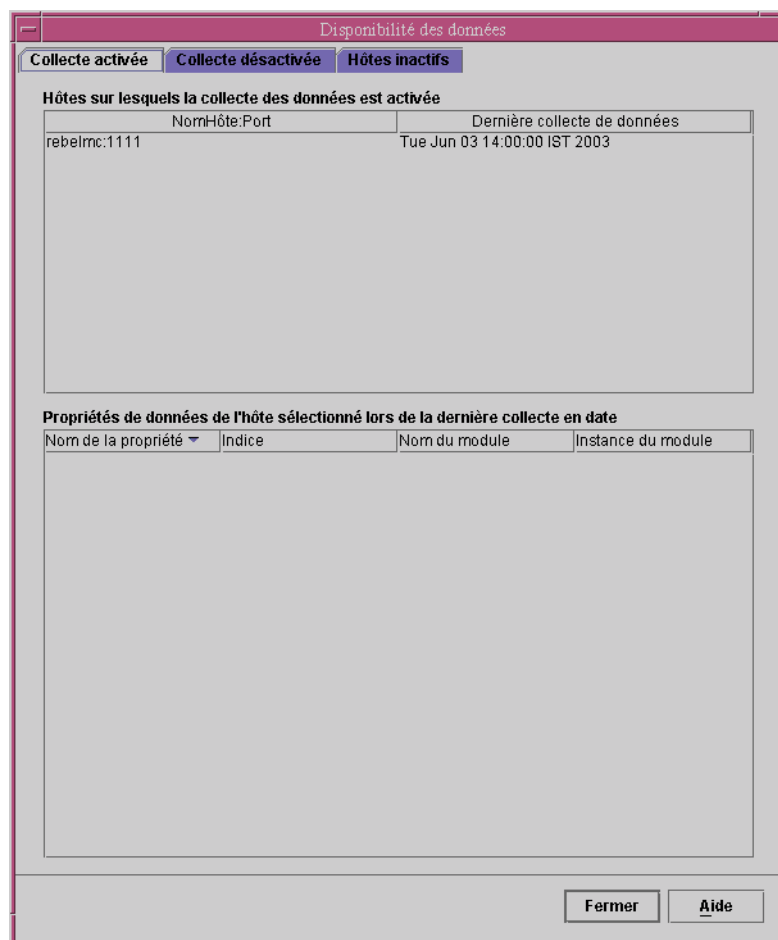 Disponibilité des données
Collecte activée Collecte désactivée Hôtes inactifs
Hôtes sur lesquels la collecte des données est activée
NomHôte:Port Dernière collecte de données
rebelmc:1111 Tue Jun 03 14:00:00 IST 2003
Propriétés de données de l'hôte sélectionné lors de la dernière collecte en date
Nom de la propriété Indice Nom du module Instance du module
Fermer Aide